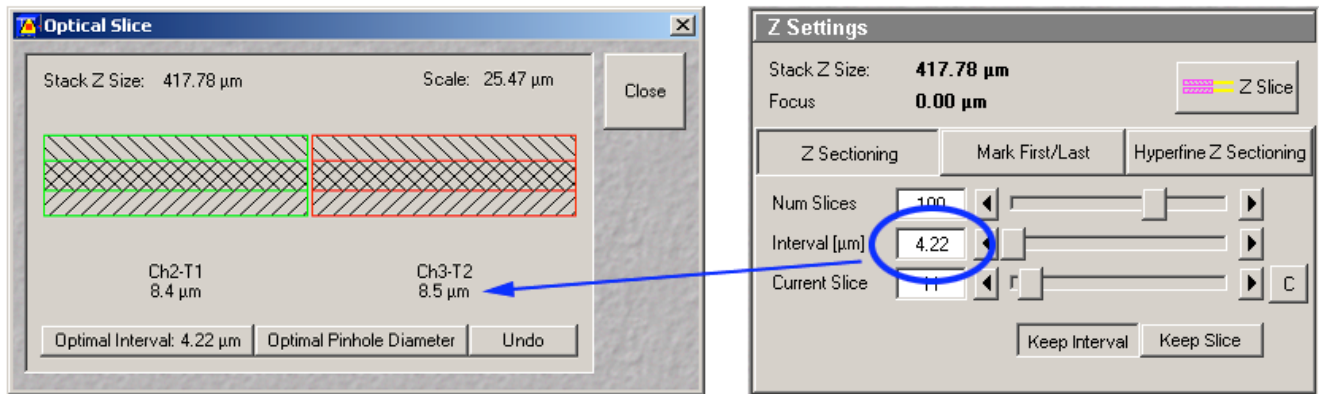 Optical Slice
Stack Z Size: 417.78 µm Scale: 25.47 µm
Close
Ch2-T1 Ch3-T2
8.4 µm 8.5 µm
Optimal Interval: 4.22 µm Optimal Pinhole Diameter Undo
Z Settings
Stack Z Size: 417.78 µm
Focus 0.00 µm
Z Slice
Z Sectioning Mark First/Last Hyperfine Z Sectioning
Num Slices 100
Interval [µm] 4.22
Current Slice 11
C
Keep Interval Keep Slice